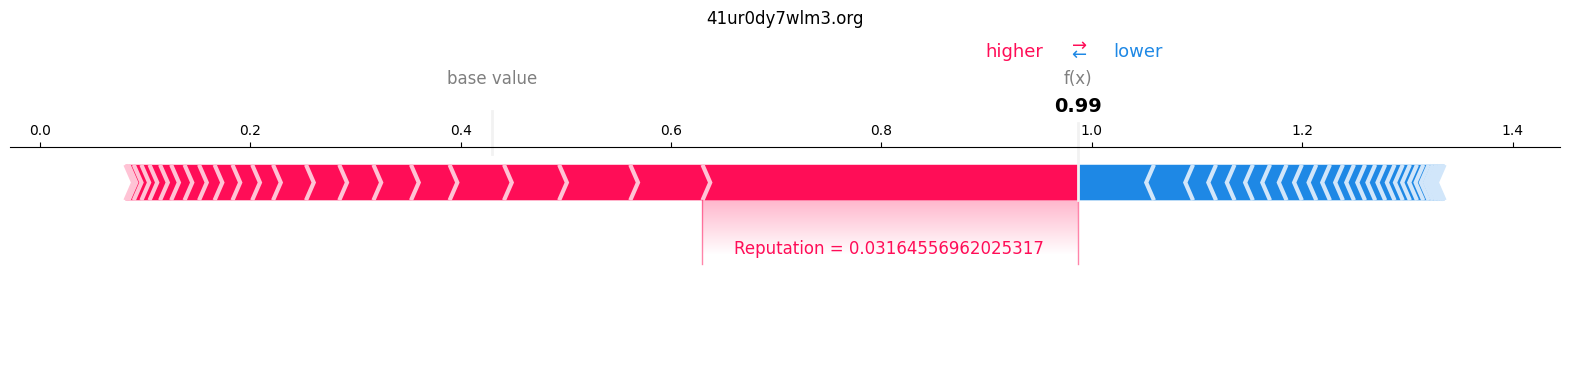 41ur0dy7wlm3.org
higher ⇄ lower
base value f(x)
0.99
0.0 0.2 0.4 0.6 0.8 1.0 1.2 1.4
Reputation = 0.03164556962025317